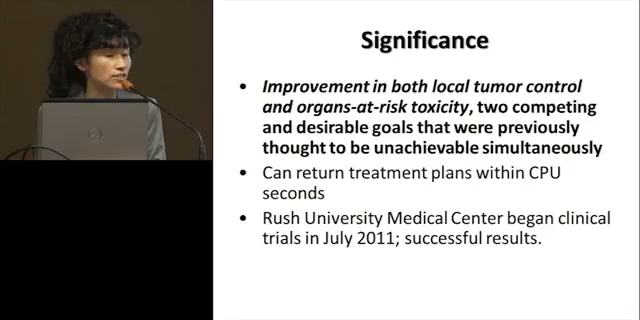 Significance
• Improvement in both local tumor control
and organs-at-risk toxicity, two competing
and desirable goals that were previously
thought to be unachievable simultaneously
• Can return treatment plans within CPU
seconds
• Rush University Medical Center began clinical
trials in July 2011; successful results.